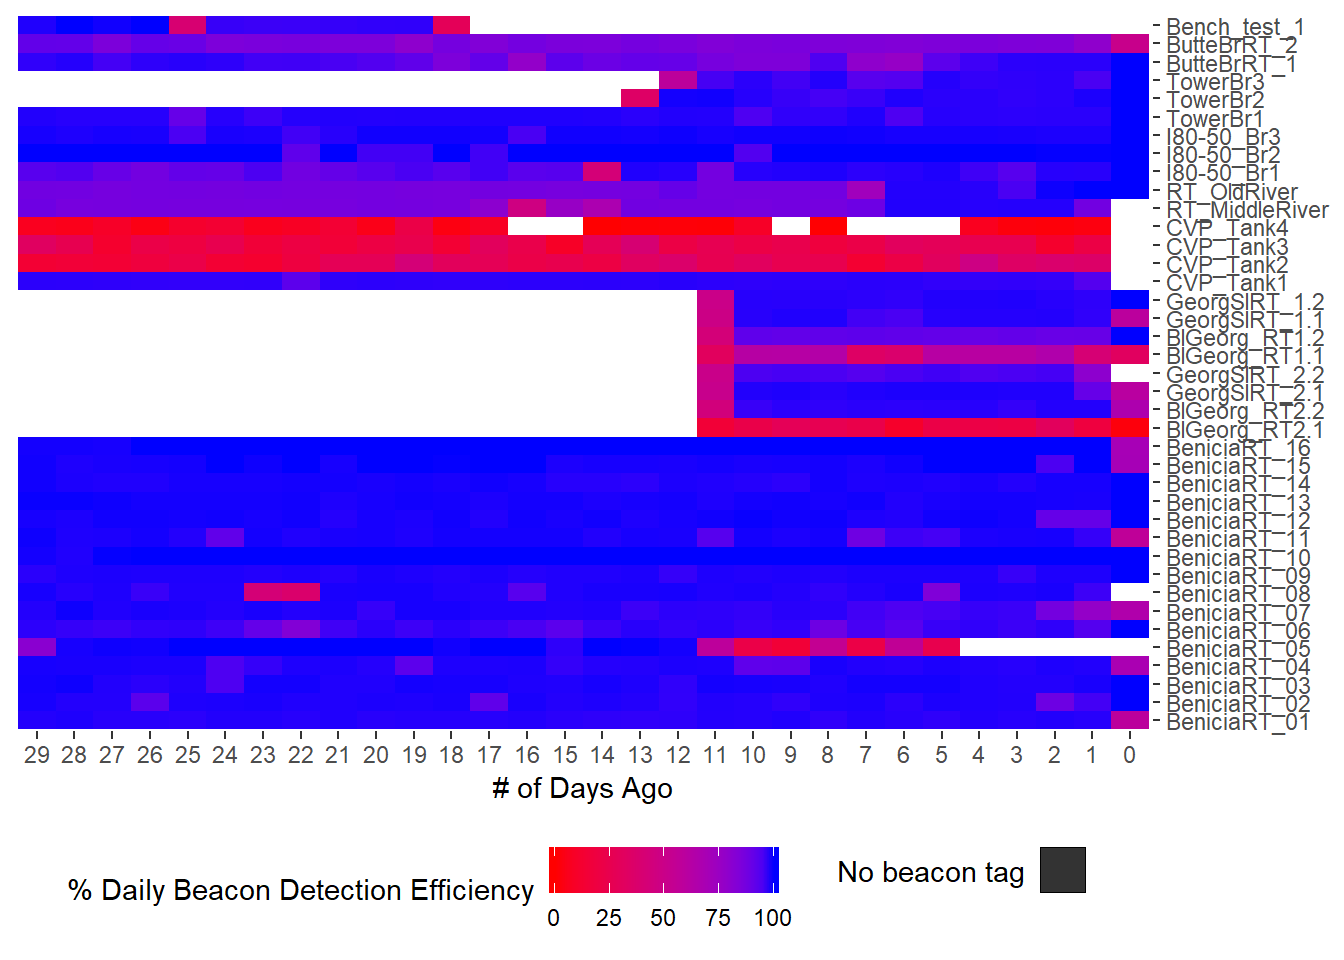 Bench_test_1
ButteBrRT_2
ButteBrRT_1
TowerBr3
TowerBr2
TowerBr1
I80-50_Br3
I80-50_Br2
I80-50_Br1
RT_OldRiver
RT_MiddleRiver
CVP_Tank4
CVP_Tank3
CVP_Tank2
CVP_Tank1
GeorgSlRT_1.2
GeorgSlRT_1.1
BlGeorg_RT1.2
BlGeorg_RT1.1
GeorgSlRT_2.2
GeorgSlRT_2.1
BlGeorg_RT2.2
BlGeorg_RT2.1
BeniciaRT_16
BeniciaRT_15
BeniciaRT_14
BeniciaRT_13
BeniciaRT_12
BeniciaRT_11
BeniciaRT_10
BeniciaRT_09
BeniciaRT_08
BeniciaRT_07
BeniciaRT_06
BeniciaRT_05
BeniciaRT_04
BeniciaRT_03
BeniciaRT_02
BeniciaRT_01
29 28 27 26 25 24 23 22 21 20 19 18 17 16 15 14 13 12 11 10 9 8 7 6 5 4 3 2 1 0
# of Days Ago
% Daily Beacon Detection Efficiency
0 25 50 75 100
No beacon tag